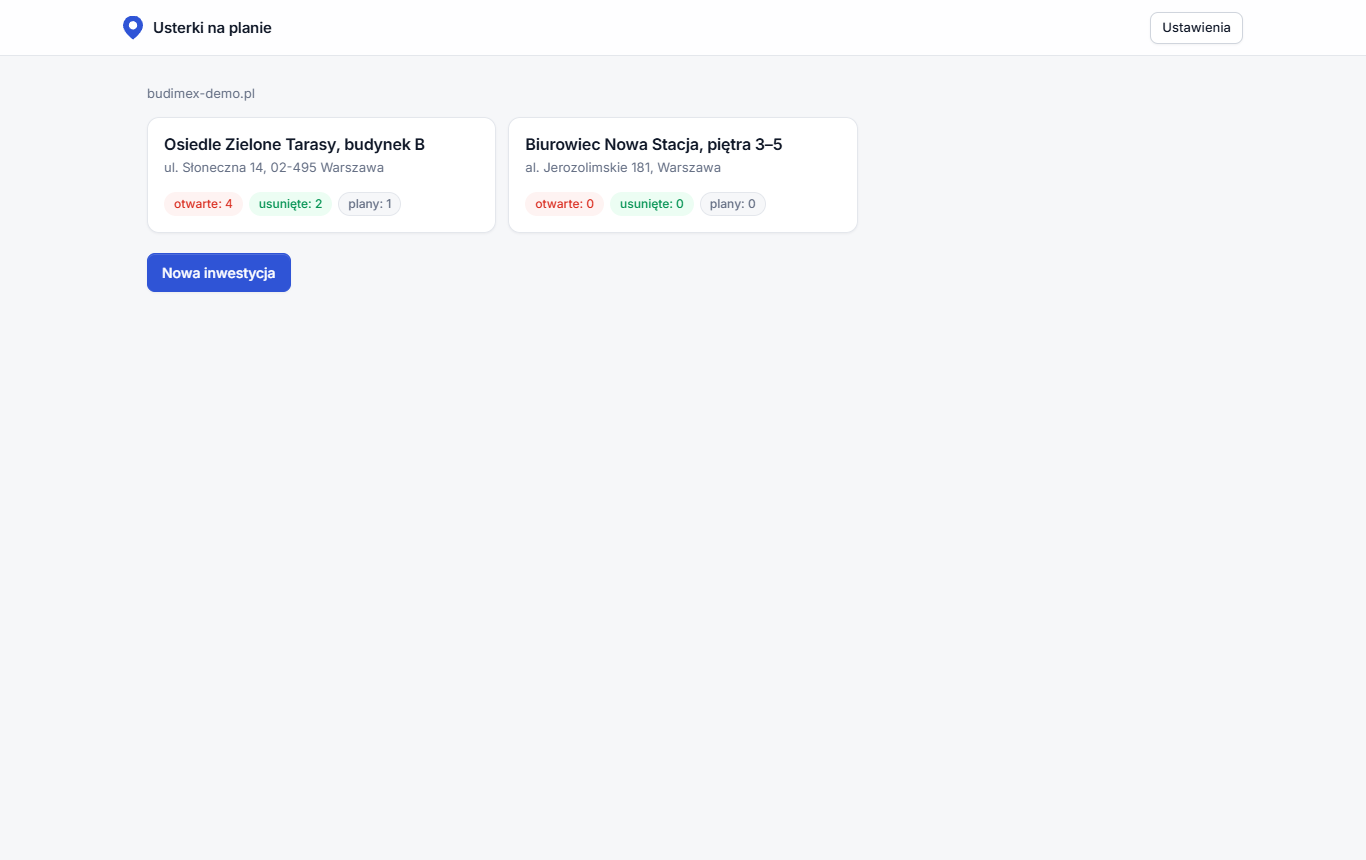 Usterki na planie
Ustawienia
budimex-demo.pl
Osiedle Zielone Tarasy, budynek B
ul. Słoneczna 14, 02-495 Warszawa
otwarte: 4 usunięte: 2 plany: 1
Biurowiec Nowa Stacja, piętra 3–5
al. Jerozolimskie 181, Warszawa
otwarte: 0 usunięte: 0 plany: 0
Nowa inwestycja